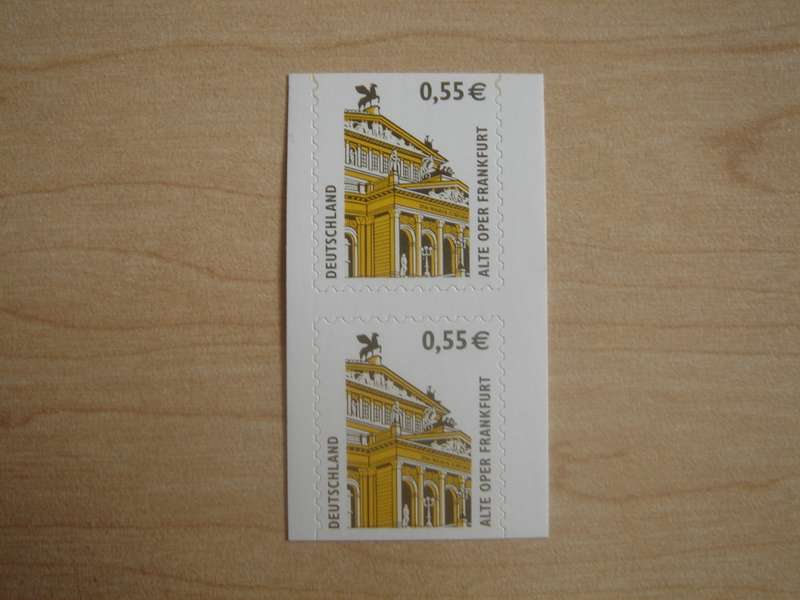 0,55 €
DEUTSCHLAND
ALTE OPER FRANKFURT
0,55 €
DEUTSCHLAND
ALTE OPER FRANKFURT